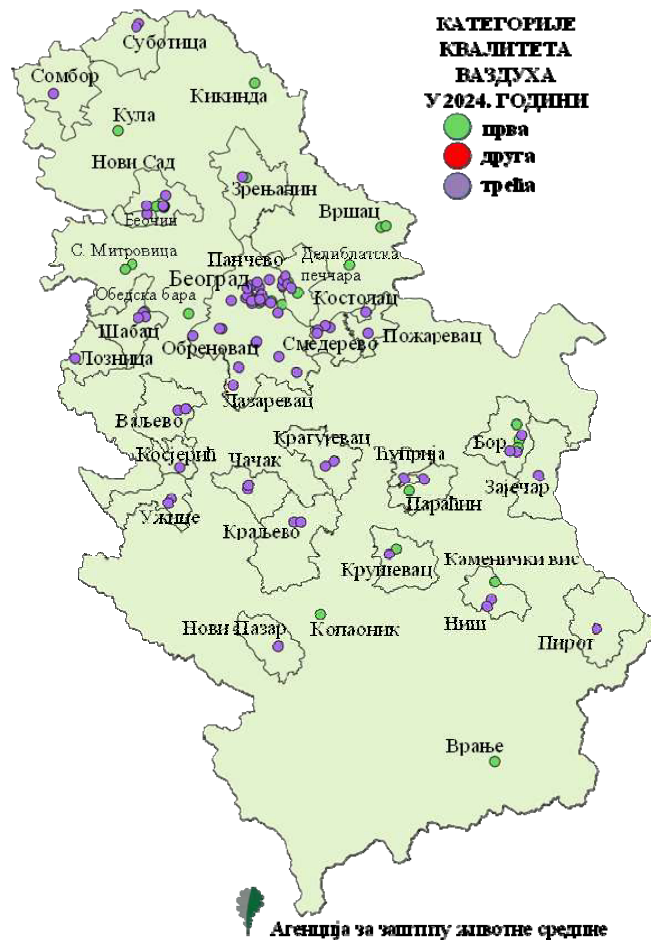 КАТЕГОРИЈЕ
КВАЛИТЕТА
ВАЗДУХА
У 2024. ГОДИНИ
прва
друга
трећа
Суботица
Сомбор
Кикинда
Кула
Нови Сад
Зрењанин
Беочин
Вршац
С. Митровица
Панчево
Делиблатска
печчара
Београд
Обедска бара
Костолац
Шабац
Обреновац
Смедерево
Пожаревац
Лозница
Лазаревац
Ваљево
Крагујевац
Бор
Косјерић
Чачак
Ћуприја
Зајечар
Параћин
Ужице
Краљево
Крушевац
Каменички вис
Нови Пазар
Копаоник
Ниш
Пирот
Врање
Агенција за заштиту животне средине